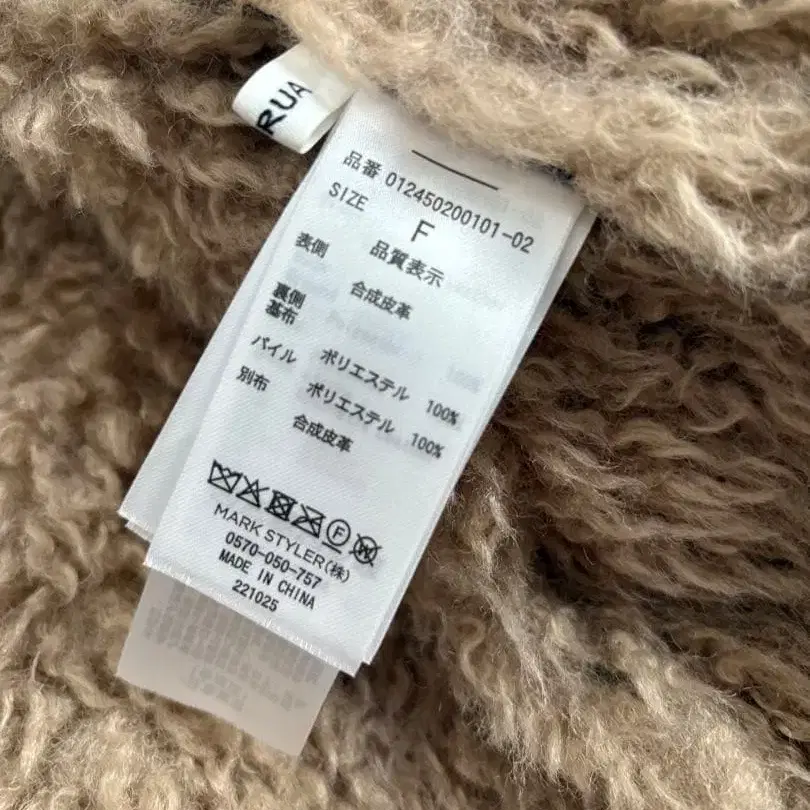 RUA
品番 012450200101-02
SIZE
F
品質表示
表側 合成皮革
裏側
基布 ポリエステル 100%
パイル ポリエステル 100%
別布 合成皮革
F W
MARK STYLER(株)
0570-050-757
MADE IN CHINA
221025